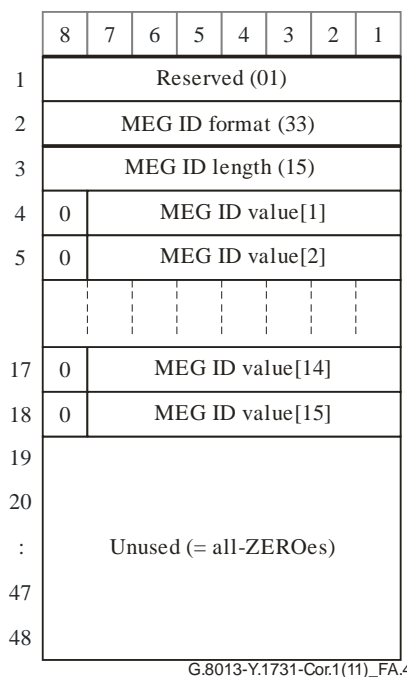 8 7 6 5 4 3 2 1
1 Reserved (01)
2 MEG ID format (33)
3 MEG ID length (15)
4 0 MEG ID value[1]
5 0 MEG ID value[2]
17 0 MEG ID value[14]
18 0 MEG ID value[15]
19
20
: Unused (= all-ZEROes)
47
48
G.8013-Y.1731-Cor.1(11)_FA.4